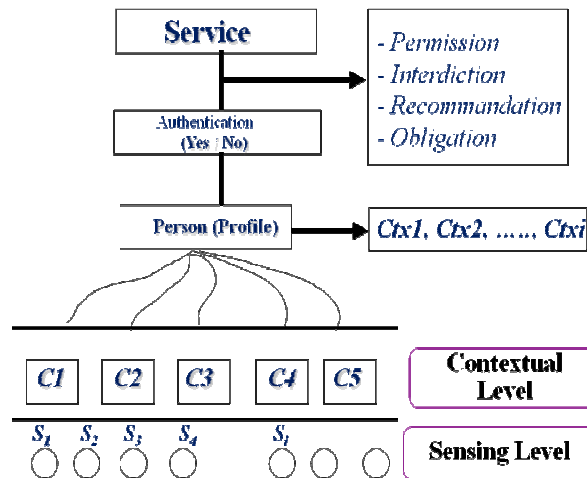 Service
- Permission
- Interdiction
- Recommandation
- Obligation
Authentication
(Yes / No)
Person (Profile)
Ctx1, Ctx2, ....., Ctxi
C1 C2 C3 C4 C5
Contextual
Level
S1 S2 S3 S4 Si
Sensing Level